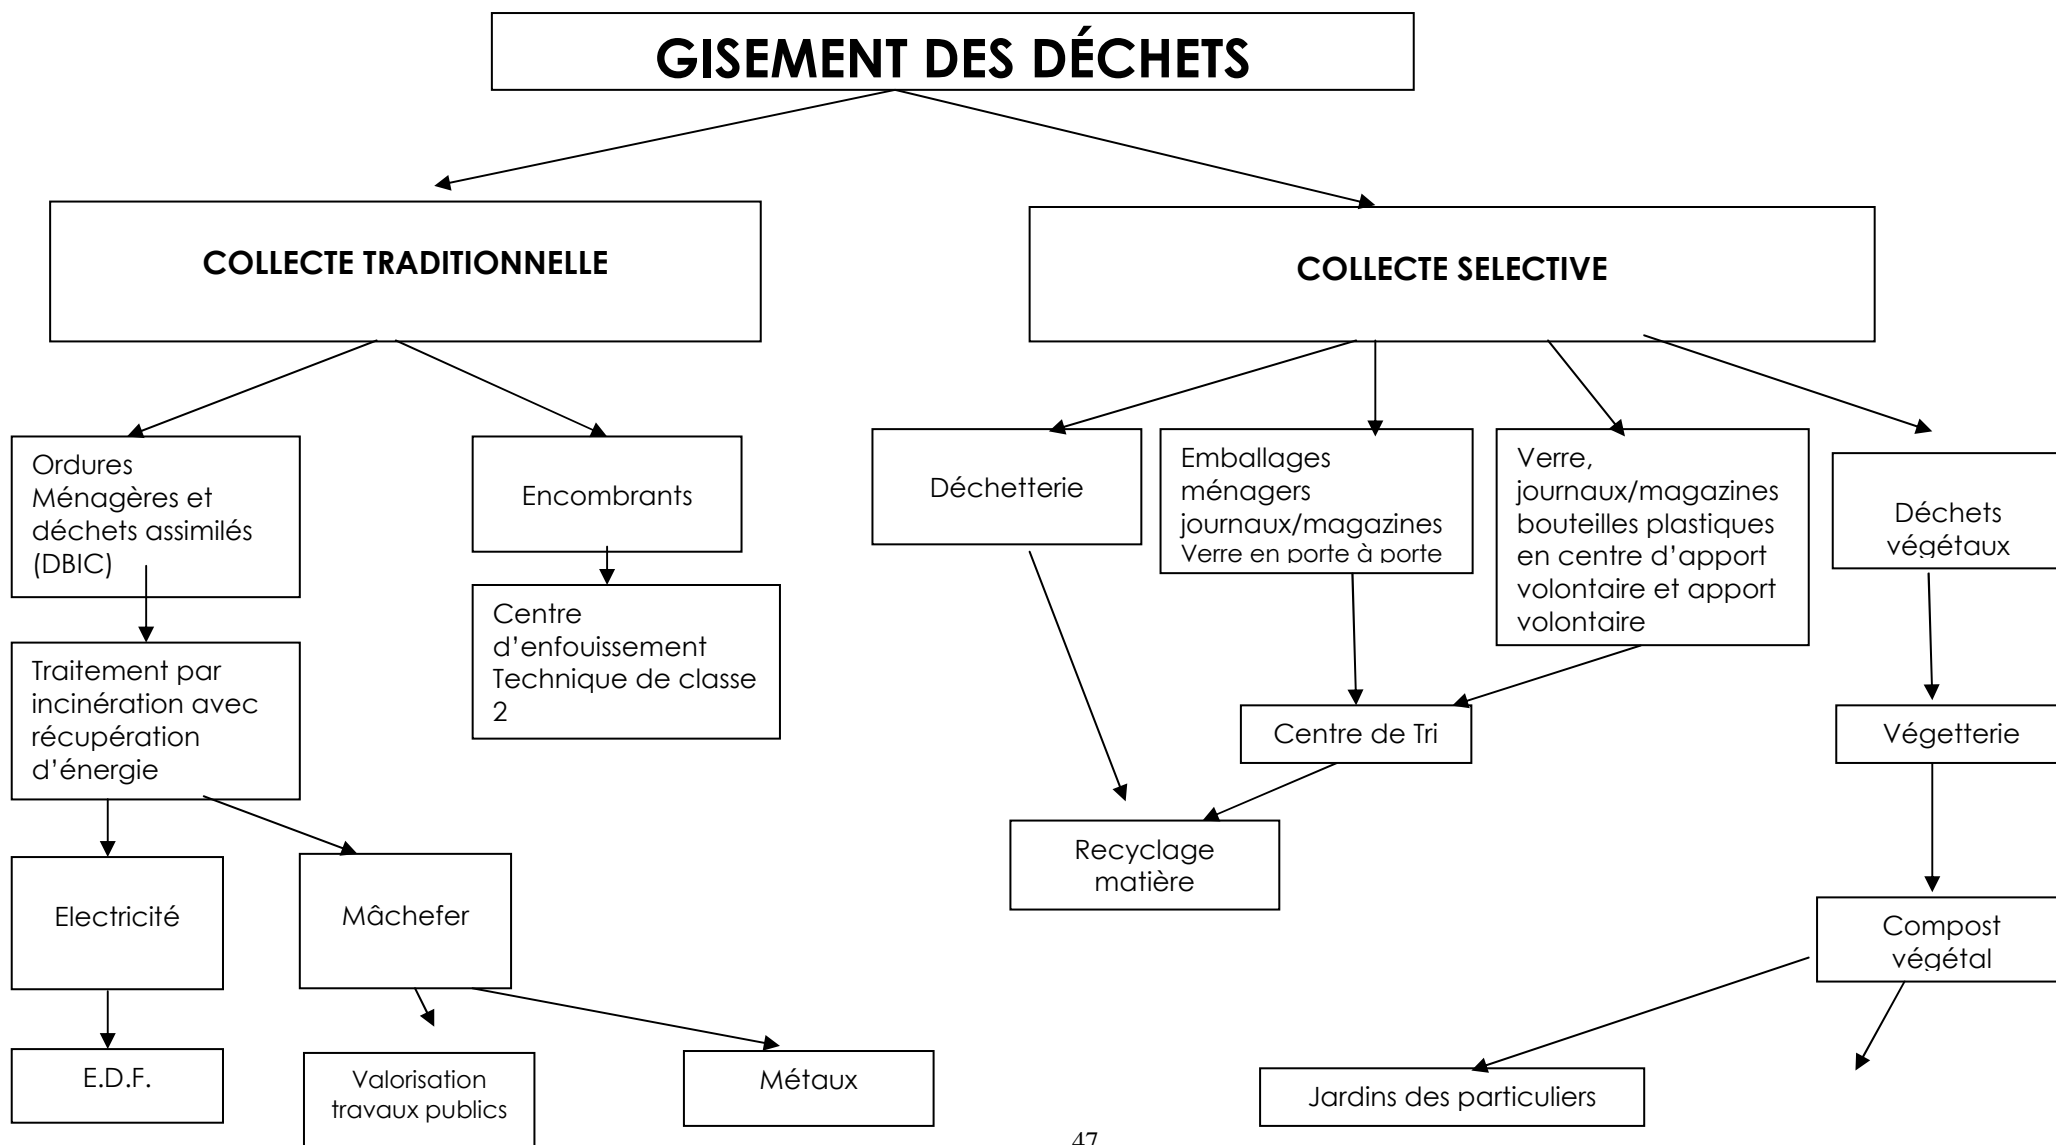 GISEMENT DES DÉCHETS
COLLECTE TRADITIONNELLE
COLLECTE SELECTIVE
Ordures
Ménagères et
déchets assimilés
(DBIC)
Encombrants
Déchetterie
Emballages
ménagers
journaux/magazines
Verre en porte à porte
Verre,
journaux/magazines
bouteilles plastiques
en centre d’apport
volontaire et apport
volontaire
Déchets
végétaux
Centre
d’enfouissement
Technique de classe
2
Traitement par
incinération avec
récupération
d’énergie
Centre de Tri
Végetterie
Recyclage
matière
Electricité
Mâchefer
Compost
végétal
E.D.F.
Valorisation
travaux publics
Métaux
Jardins des particuliers
47